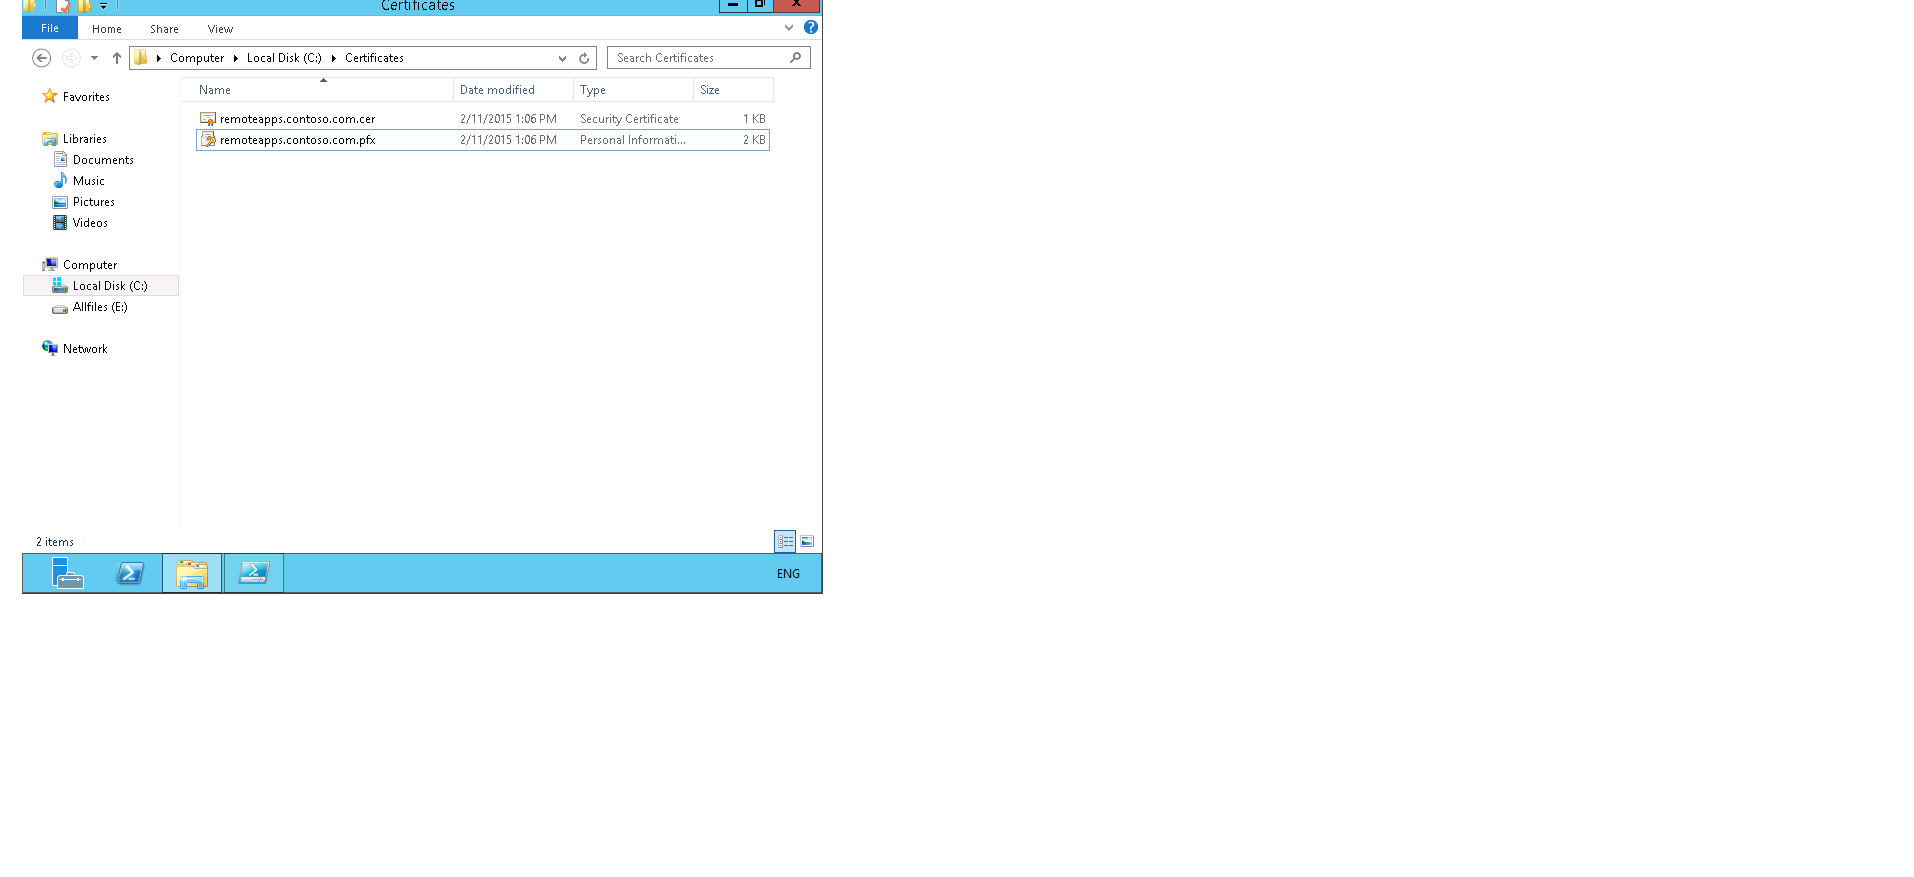 Certificates
File Home Share View
Computer Local Disk (C:) Certificates Search Certificates
Name Date modified Type Size
Favorites
remoteapps.contoso.com.cer 2/11/2015 1:06 PM Security Certificate 1 KB
remoteapps.contoso.com.pfx 2/11/2015 1:06 PM Personal Informati... 2 KB
Libraries
Documents
Music
Pictures
Videos
Computer
Local Disk (C:)
Allfiles (E:)
Network
2 items
ENG